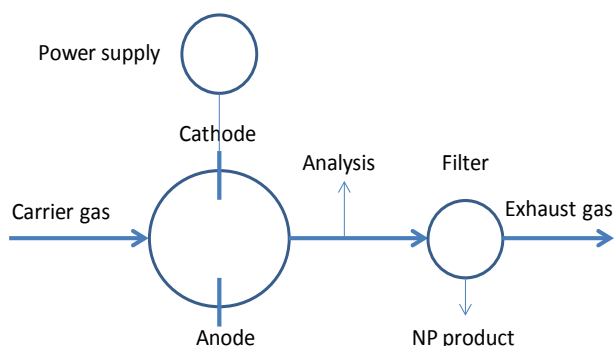 Power supply
Cathode
Analysis
Filter
Carrier gas
Exhaust gas
Anode
NP product